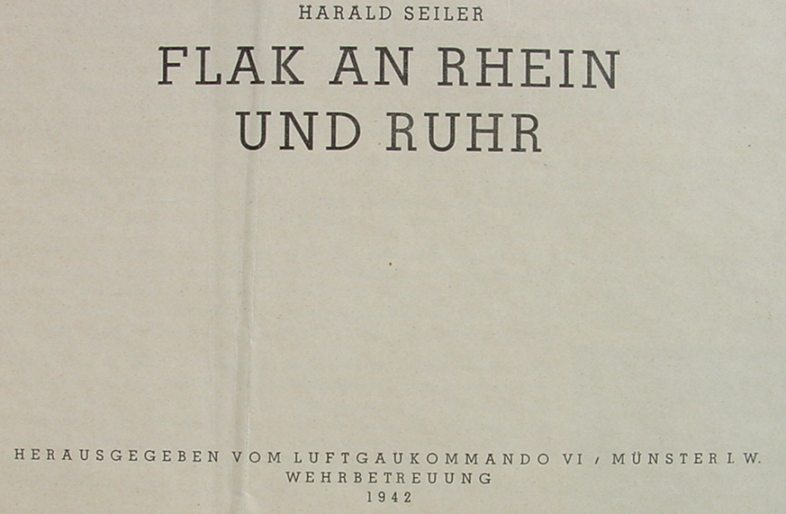 HARALD SEILER
FLAK AN RHEIN
UND RUHR
HERAUSGEGEBEN VOM LUFTGAUKOMMANDO VI / MÜNSTER I. W.
WEHRBETREUUNG
1942